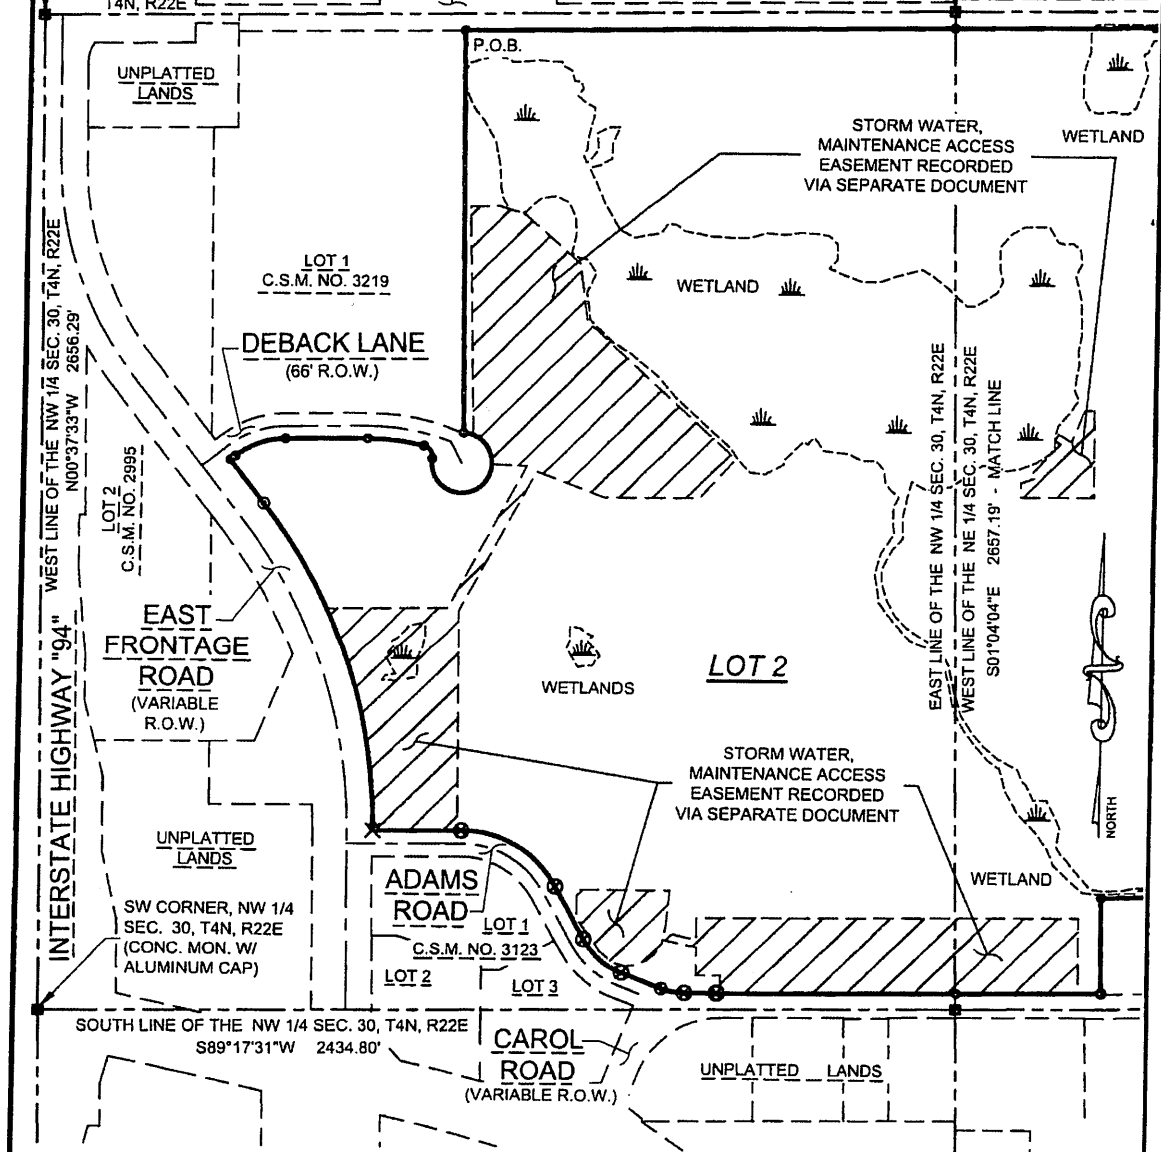 T4N, R22E
P.O.B.
UNPLATTED
LANDS
WETLAND
STORM WATER,
MAINTENANCE ACCESS
EASEMENT RECORDED
VIA SEPARATE DOCUMENT
LOT 1
C.S.M. NO. 3219
WETLAND
DEBACK LANE
(66' R.O.W.)
WEST LINE OF THE NW 1/4 SEC. 30, T4N, R22E
N00°37'33"W 2656.29'
LOT 2
C.S.M. NO. 2995
EAST LINE OF THE NW 1/4 SEC. 30, T4N, R22E
WEST LINE OF THE NE 1/4 SEC. 30, T4N, R22E
S01°04'04"E 2657.19' - MATCH LINE
EAST
FRONTAGE
ROAD
(VARIABLE
R.O.W.)
INTERSTATE HIGHWAY "94"
WETLANDS
LOT 2
STORM WATER,
MAINTENANCE ACCESS
EASEMENT RECORDED
VIA SEPARATE DOCUMENT
NORTH
UNPLATTED
LANDS
ADAMS
ROAD
WETLAND
SW CORNER, NW 1/4
SEC. 30, T4N, R22E
(CONC. MON. W/
ALUMINUM CAP)
LOT 1
C.S.M. NO. 3123
LOT 2
LOT 3
SOUTH LINE OF THE NW 1/4 SEC. 30, T4N, R22E
S89°17'31"W 2434.80'
CAROL
ROAD
(VARIABLE R.O.W.)
UNPLATTED LANDS